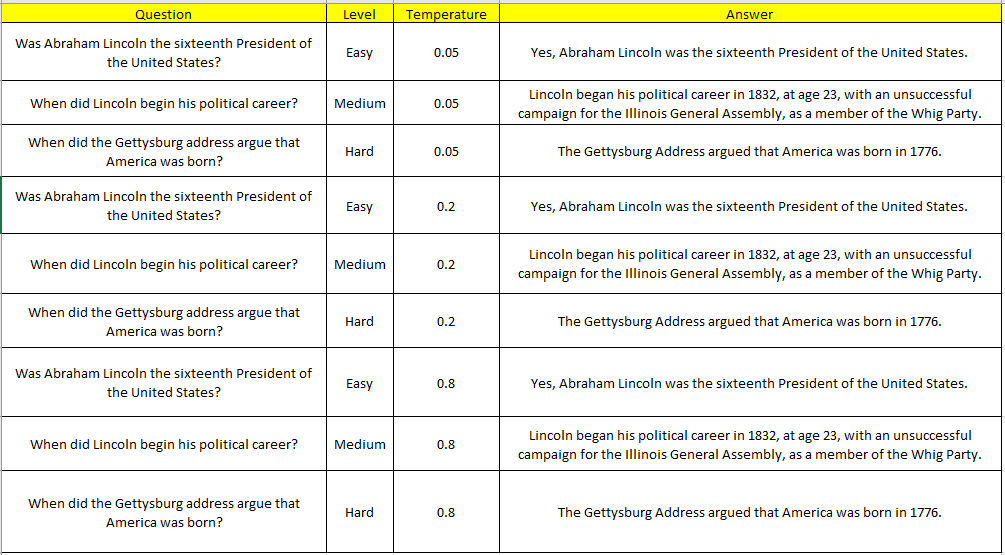 Question Level Temperature Answer
Was Abraham Lincoln the sixteenth President of
the United States?
Easy
0.05
Yes, Abraham Lincoln was the sixteenth President of the United States.
When did Lincoln begin his political career?
Medium
0.05
Lincoln began his political career in 1832, at age 23, with an unsuccessful
campaign for the Illinois General Assembly, as a member of the Whig Party.
When did the Gettysburg address argue that
America was born?
Hard
0.05
The Gettysburg Address argued that America was born in 1776.
Was Abraham Lincoln the sixteenth President of
the United States?
Easy
0.2
Yes, Abraham Lincoln was the sixteenth President of the United States.
When did Lincoln begin his political career?
Medium
0.2
Lincoln began his political career in 1832, at age 23, with an unsuccessful
campaign for the Illinois General Assembly, as a member of the Whig Party.
When did the Gettysburg address argue that
America was born?
Hard
0.2
The Gettysburg Address argued that America was born in 1776.
Was Abraham Lincoln the sixteenth President of
the United States?
Easy
0.8
Yes, Abraham Lincoln was the sixteenth President of the United States.
When did Lincoln begin his political career?
Medium
0.8
Lincoln began his political career in 1832, at age 23, with an unsuccessful
campaign for the Illinois General Assembly, as a member of the Whig Party.
When did the Gettysburg address argue that
America was born?
Hard
0.8
The Gettysburg Address argued that America was born in 1776.